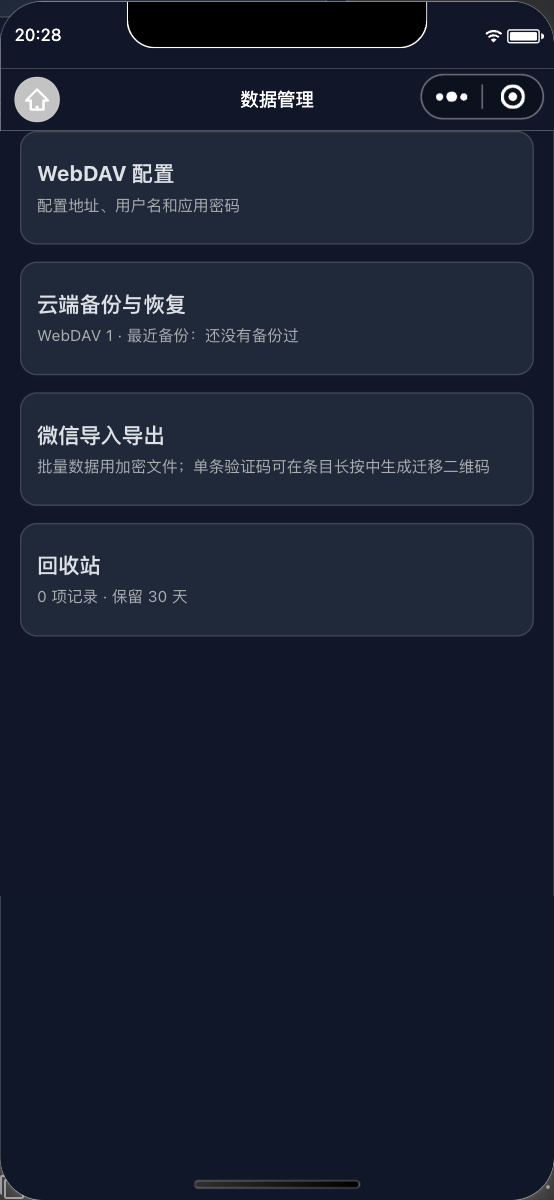 20:28
数据管理
WebDAV 配置
配置地址、用户名和应用密码
云端备份与恢复
WebDAV 1 · 最近备份：还没有备份过
微信导入导出
批量数据用加密文件；单条验证码可在条目长按中生成迁移二维码
回收站
0 项记录 · 保留 30 天